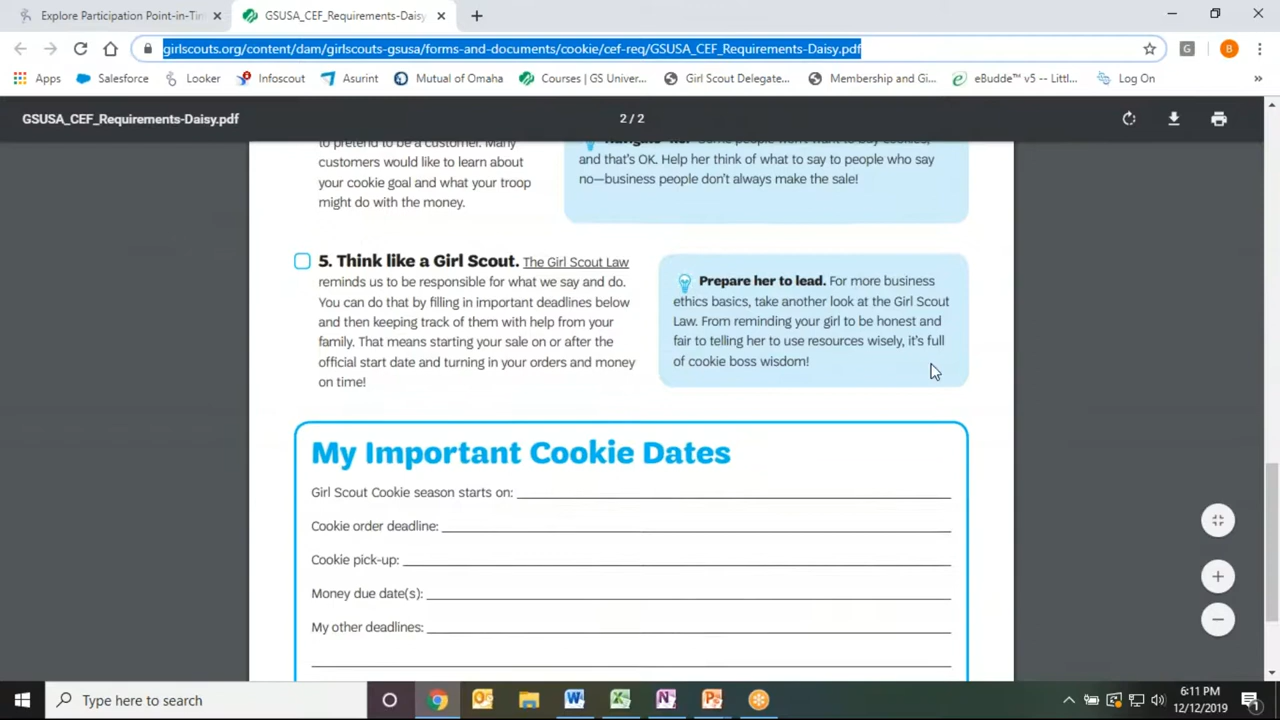 Explore Participation Point-in-Tim
GSUSA_CEF_Requirements-Daisy
girlscouts.org/content/dam/girlscouts-gsusa/forms-and-documents/cookie/cef-req/GSUSA_CEF_Requirements-Daisy.pdf
G
B
Apps
Salesforce
Looker
Infoscout
Asurint
Mutual of Omaha
Courses | GS Univer...
Girl Scout Delegate...
Membership and Gi...
eBudde™ v5 -- Littl...
Log On
»
GSUSA_CEF_Requirements-Daisy.pdf
2 / 2
to pretend to be a customer. Many
customers would like to learn about
your cookie goal and what your troop
might do with the money.
and that's OK. Help her think of what to say to people who say
no—business people don't always make the sale!
5. Think like a Girl Scout. The Girl Scout Law
reminds us to be responsible for what we say and do.
You can do that by filling in important deadlines below
and then keeping track of them with help from your
family. That means starting your sale on or after the
official start date and turning in your orders and money
on time!
Prepare her to lead. For more business
ethics basics, take another look at the Girl Scout
Law. From reminding your girl to be honest and
fair to telling her to use resources wisely, it's full
of cookie boss wisdom!
My Important Cookie Dates
Girl Scout Cookie season starts on:
Cookie order deadline:
Cookie pick-up:
Money due date(s):
My other deadlines:
Type here to search
6:11 PM
12/12/2019